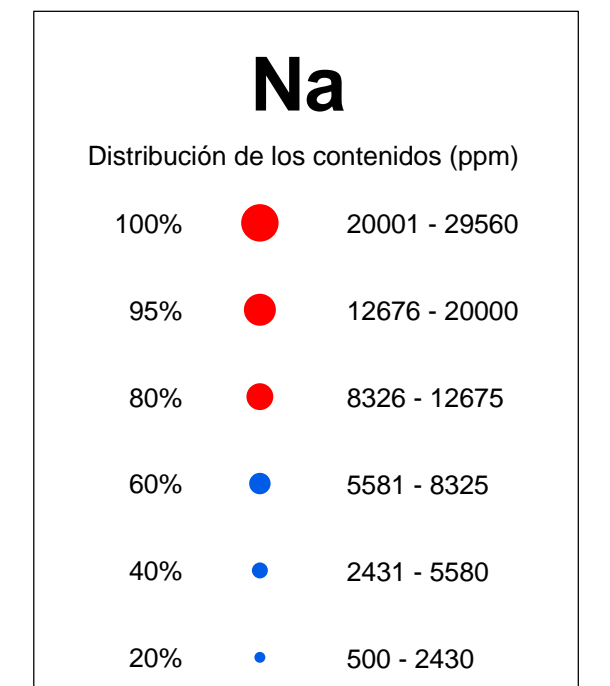 Na
Distribución de los contenidos (ppm)
100% 20001 - 29560
95% 12676 - 20000
80% 8326 - 12675
60% 5581 - 8325
40% 2431 - 5580
20% 500 - 2430